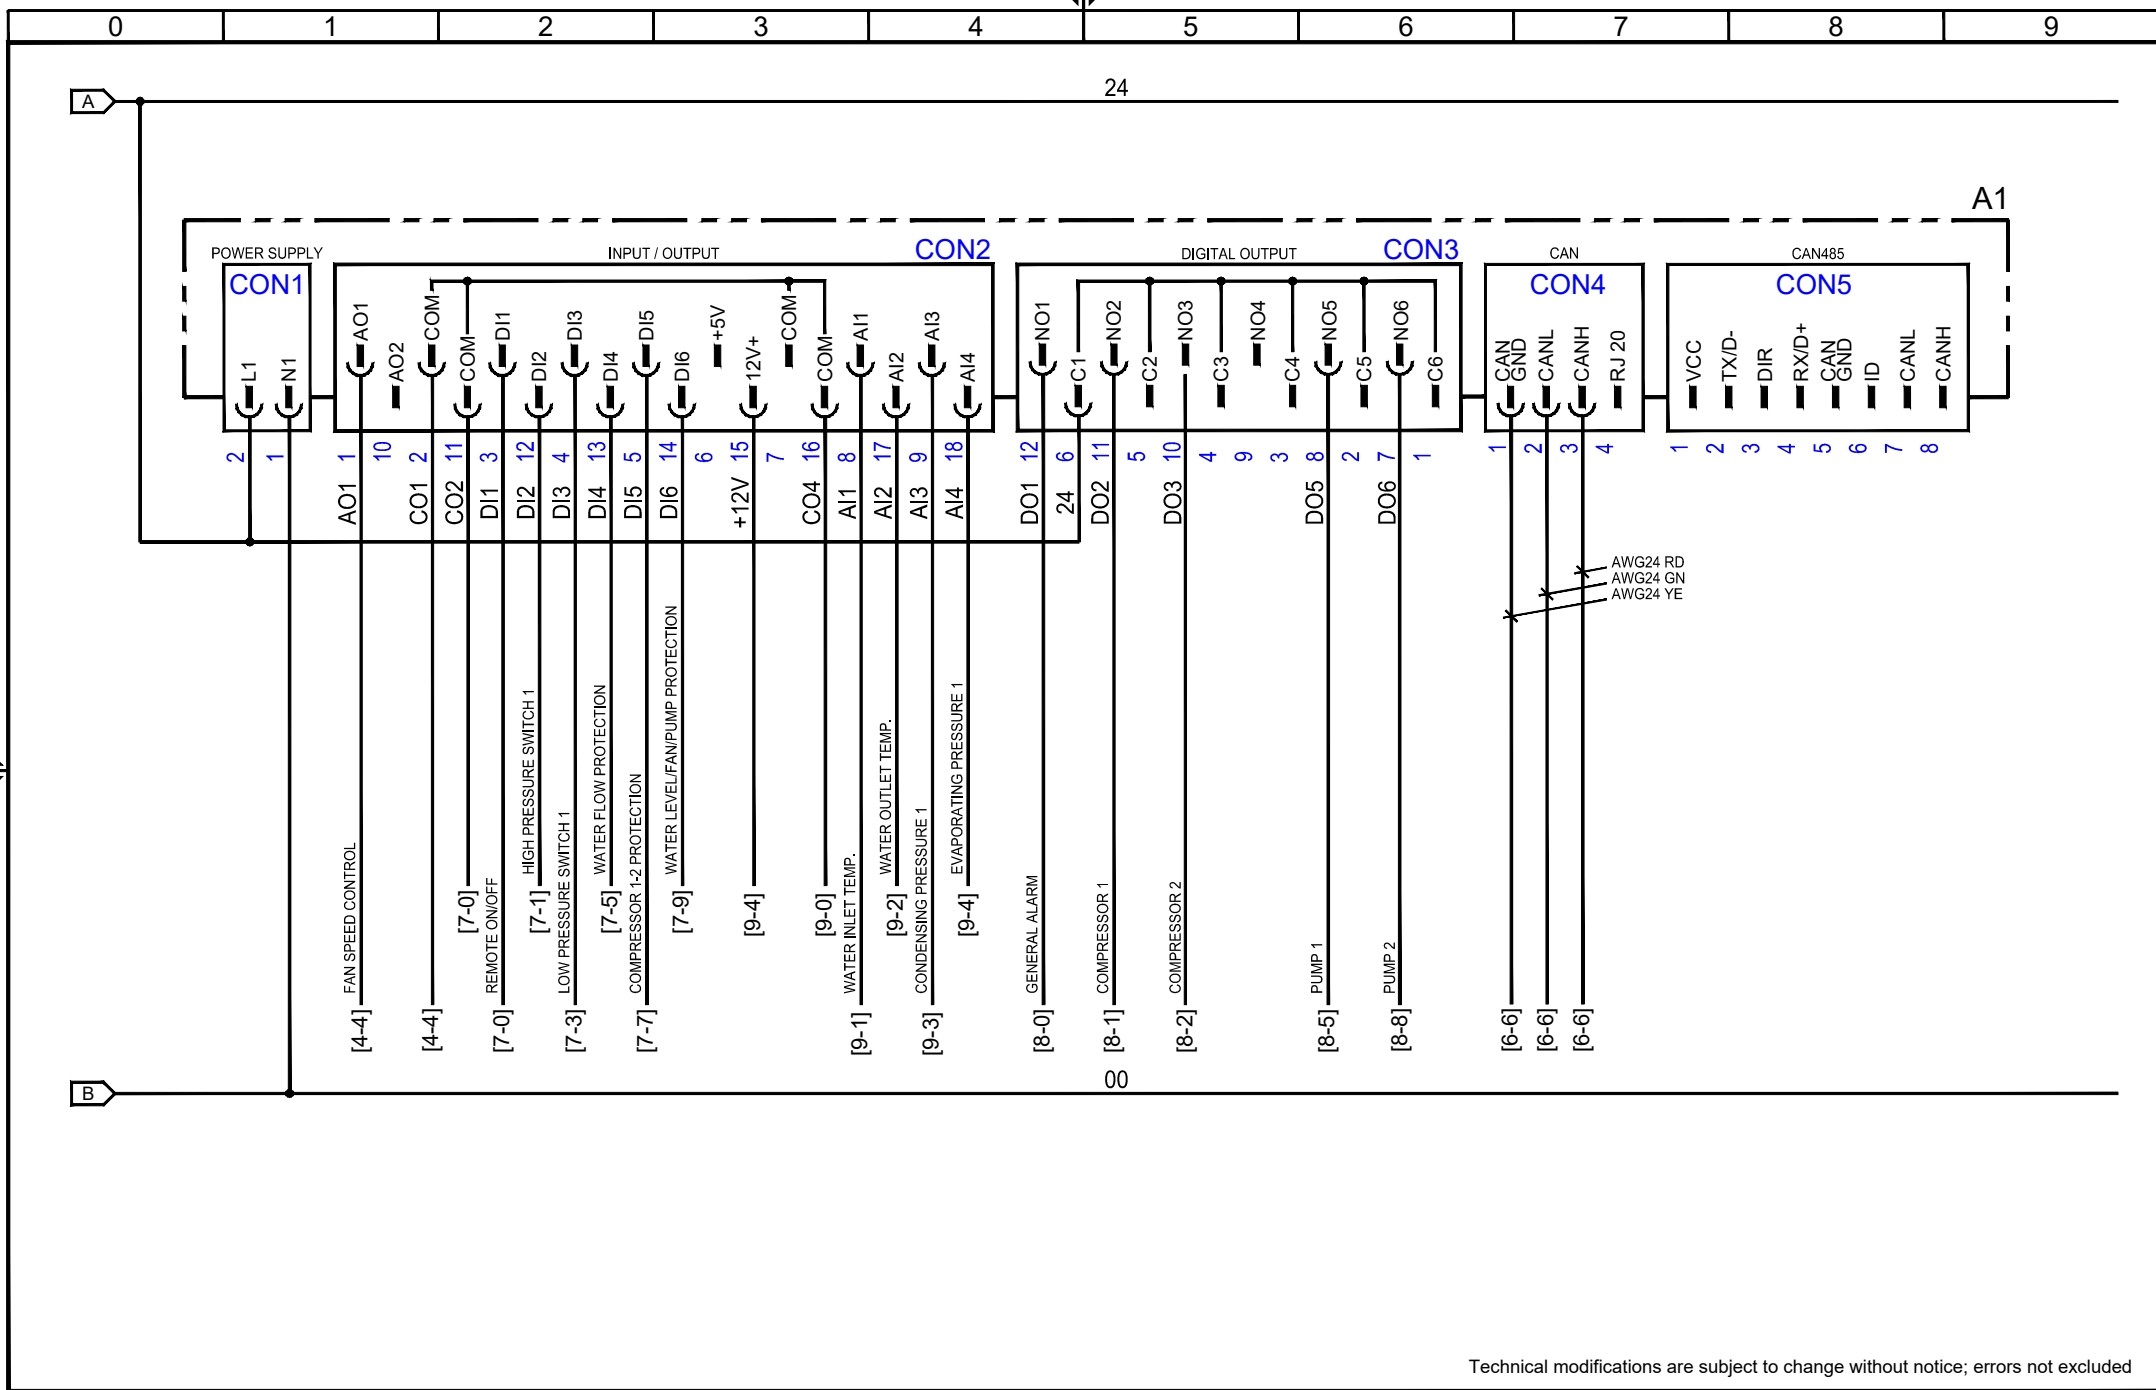 0 1 2 3 4 5 6 7 8 9
A
24
A1
POWER SUPPLY INPUT / OUTPUT CON2 DIGITAL OUTPUT CON3 CAN CAN485
CON1 CON4 CON5
L1 N1
AO1 AO2 COM COM DI1 DI2 DI3 DI4 DI5 DI6 +5V 12V+ COM COM AI1 AI2 AI3 AI4
NO1 C1 NO2 C2 NO3 C3 NO4 C4 NO5 C5 NO6 C6
CAN GND CANL CANH RJ 20
VCC TX/D- DIR RX/D+ CAN GND ID CANL CANH
2 1
1 10 2 11 3 12 4 13 5 14 6 15 7 16 8 17 9 18
12 6 11 5 10 4 9 3 8 2 7 1
1 2 3 4
1 2 3 4 5 6 7 8
AO1 CO1 CO2 DI1 DI2 DI3 DI4 DI5 DI6 +12V CO4 AI1 AI2 AI3 AI4
DO1 24 DO2 DO3 DO5 DO6
AWG24 RD
AWG24 GN
AWG24 YE
FAN SPEED CONTROL
REMOTE ON/OFF
HIGH PRESSURE SWITCH 1
LOW PRESSURE SWITCH 1
WATER FLOW PROTECTION
COMPRESSOR 1-2 PROTECTION
WATER LEVEL/FAN/PUMP PROTECTION
WATER INLET TEMP.
WATER OUTLET TEMP.
CONDENSING PRESSURE 1
EVAPORATING PRESSURE 1
GENERAL ALARM
COMPRESSOR 1
COMPRESSOR 2
PUMP 1
PUMP 2
[7-0] [7-1] [7-5] [7-9] [9-4] [9-0] [9-2] [9-4]
[4-4] [4-4] [7-0] [7-3] [7-7] [9-1] [9-3] [8-0] [8-1] [8-2] [8-5] [8-8] [6-6] [6-6] [6-6]
B
00
Technical modifications are subject to change without notice; errors not excluded